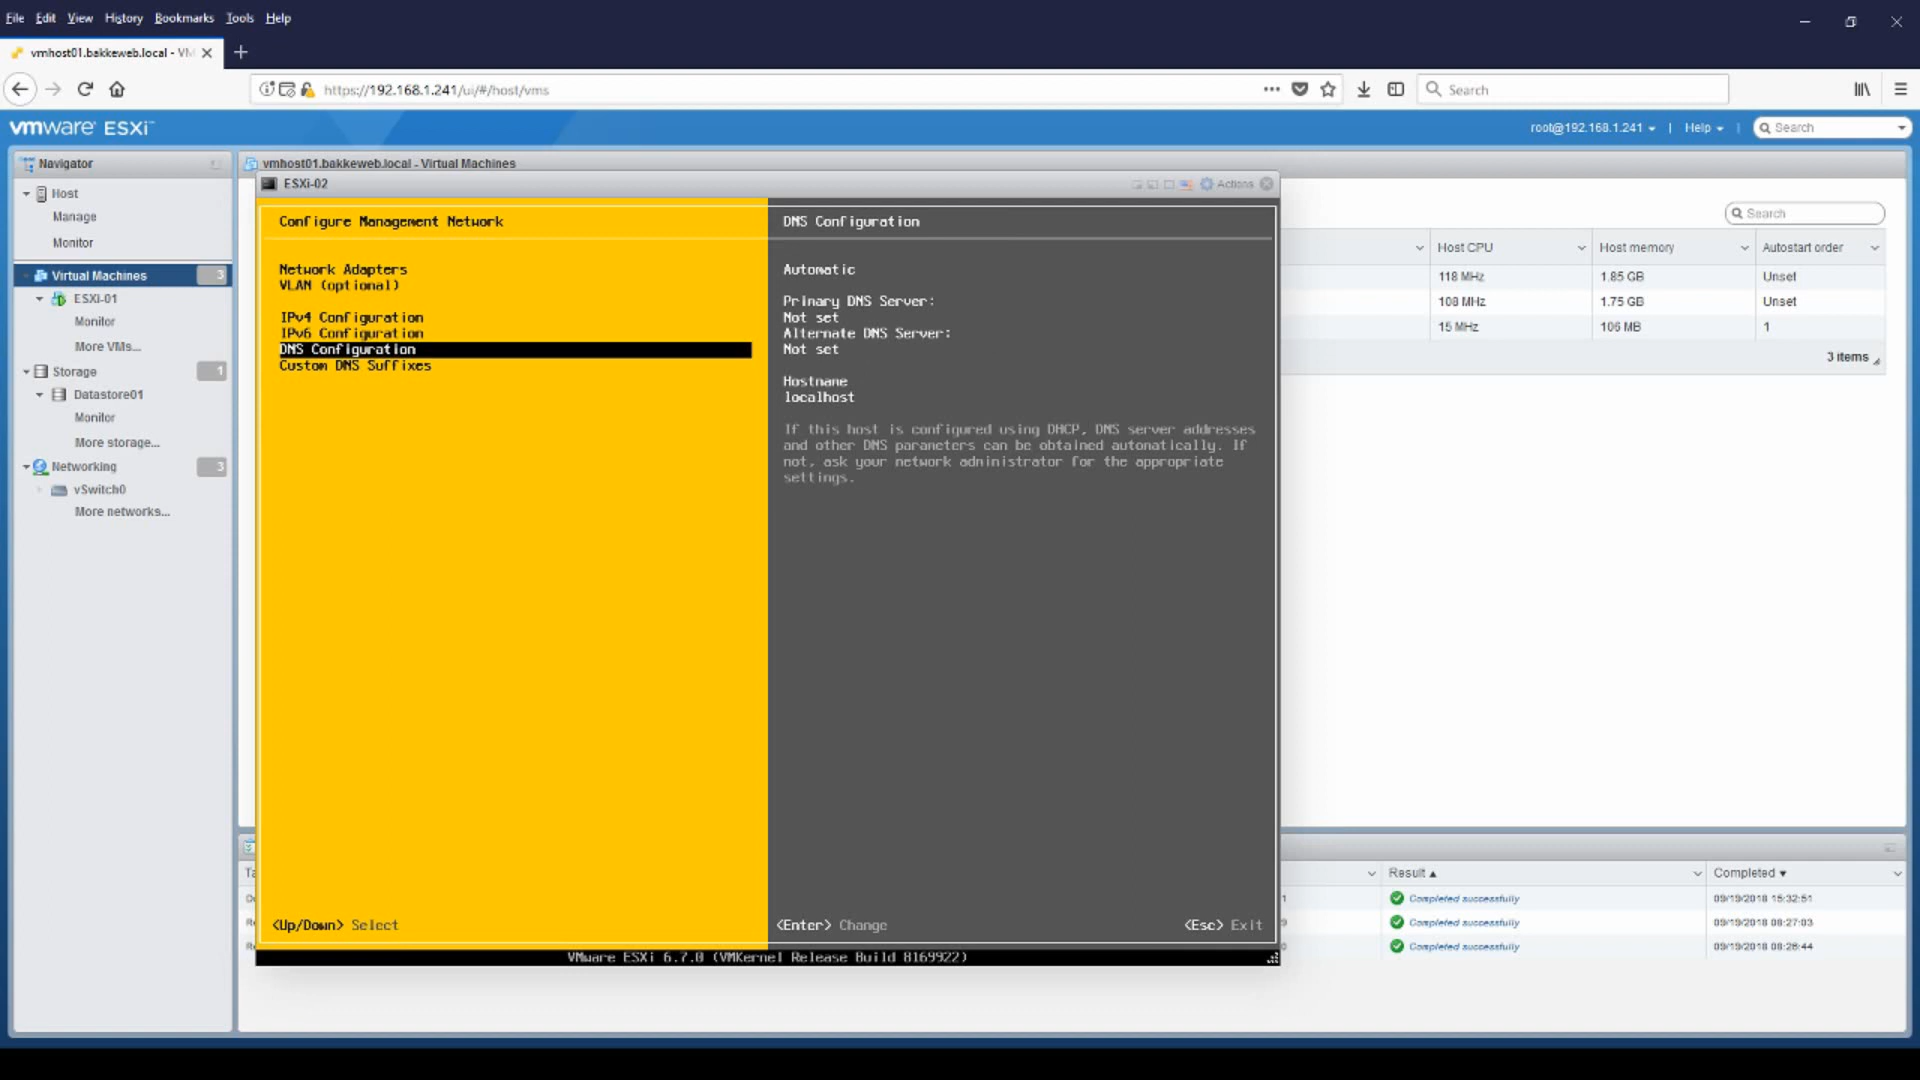 File Edit View History Bookmarks Tools Help
vmhost01.bakkeweb.local - VM
https://192.168.1.241/ui/#/host/vms
Search
vmware ESXi
root@192.168.1.241
Help
Search
Navigator
Host
Manage
Monitor
Virtual Machines 3
ESXi-01
Monitor
More VMs...
Storage 1
Datastore01
Monitor
More storage...
Networking 3
vSwitch0
More networks...
vmhost01.bakkeweb.local - Virtual Machines
ESXi-02
Actions
Configure Management Network
Network Adapters
VLAN (optional)
IPv4 Configuration
IPv6 Configuration
DNS Configuration
Custom DNS Suffixes
<Up/Down> Select
DNS Configuration
Automatic
Primary DNS Server:
Not set
Alternate DNS Server:
Not set
Hostname
localhost
If this host is configured using DHCP, DNS server addresses
and other DNS parameters can be obtained automatically. If
not, ask your network administrator for the appropriate
settings.
<Enter> Change
<Esc> Exit
VMware ESXi 6.7.0 (VMKernel Release Build 8169922)
Search
Host CPU Host memory Autostart order
118 MHz 1.85 GB Unset
108 MHz 1.75 GB Unset
15 MHz 106 MB 1
3 items
Result Completed
Completed successfully 09/19/2018 15:32:51
Completed successfully 09/19/2018 08:27:03
Completed successfully 09/19/2018 08:28:44